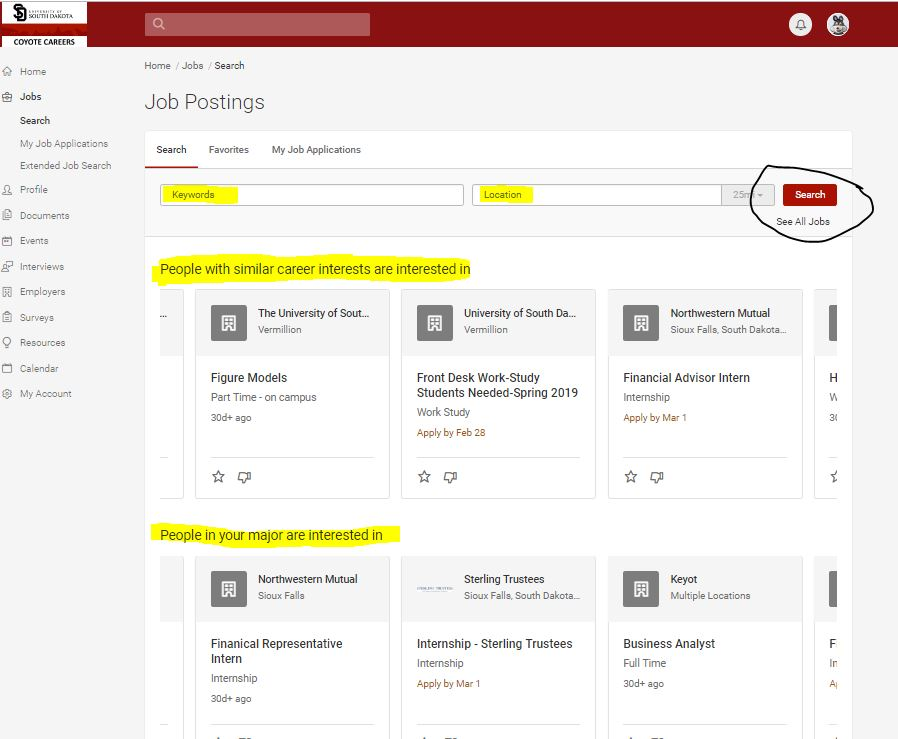 UNIVERSITY OF
SOUTH DAKOTA
COYOTE CAREERS
Home
Jobs
Search
My Job Applications
Extended Job Search
Profile
Documents
Events
Interviews
Employers
Surveys
Resources
Calendar
My Account
Home / Jobs / Search
Job Postings
Search Favorites My Job Applications
Keywords Location Search
See All Jobs
People with similar career interests are interested in
...
The University of Sout...
Vermillion
Figure Models
Part Time - on campus
30d+ ago
University of South Da...
Vermillion
Front Desk Work-Study
Students Needed-Spring 2019
Work Study
Apply by Feb 28
Northwestern Mutual
Sioux Falls, South Dakota...
Financial Advisor Intern
Internship
Apply by Mar 1
People in your major are interested in
Northwestern Mutual
Sioux Falls
Finanical Representative
Intern
Internship
30d+ ago
Sterling Trustees
Sioux Falls, South Dakota...
Internship - Sterling Trustees
Internship
Apply by Mar 1
Keyot
Multiple Locations
Business Analyst
Full Time
30d+ ago